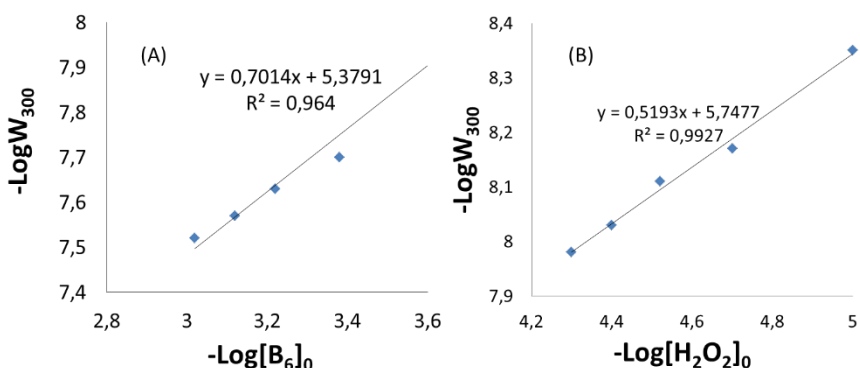 (A)
y = 0,7014x + 5,3791
R² = 0,964
-LogW₃₀₀
8
7,9
7,8
7,7
7,6
7,5
7,4
2,8 3 3,2 3,4 3,6
-Log[B₆]₀
(B)
y = 0,5193x + 5,7477
R² = 0,9927
-LogW₃₀₀
8,4
8,3
8,2
8,1
8
7,9
4,2 4,4 4,6 4,8 5
-Log[H₂O₂]₀